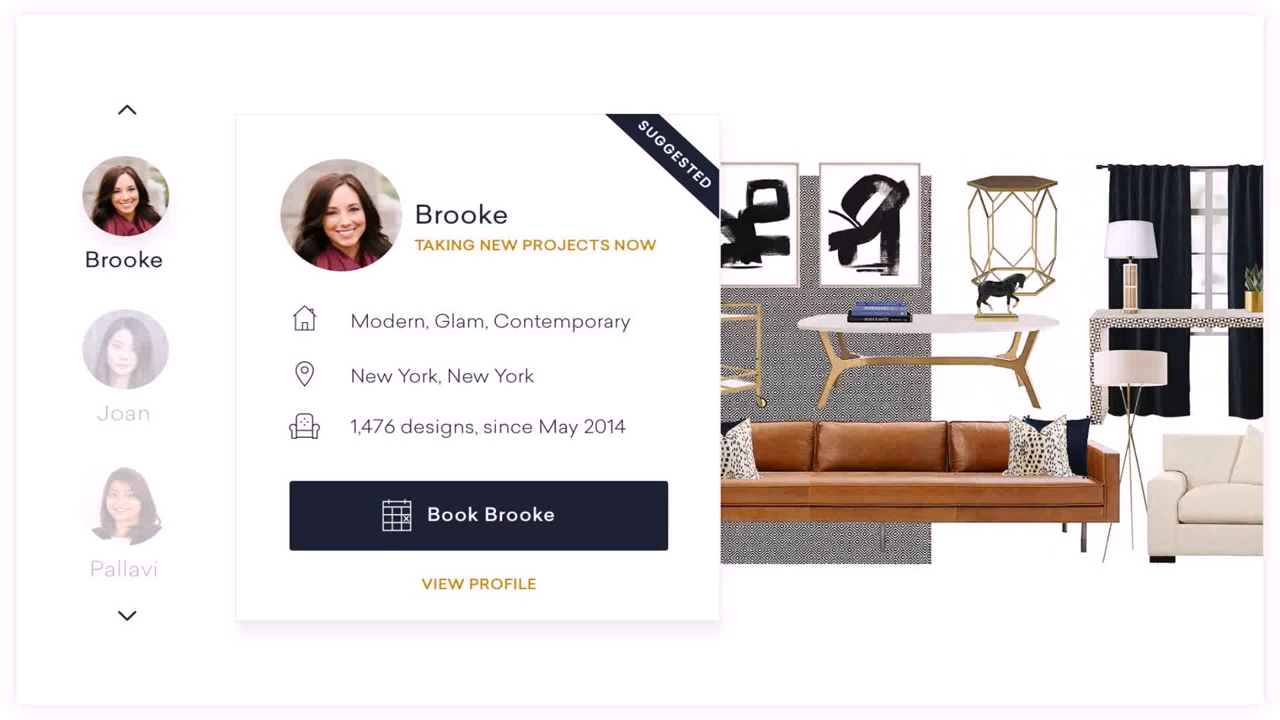 Brooke
Joan
Pallavi
SUGGESTED
Brooke
TAKING NEW PROJECTS NOW
Modern, Glam, Contemporary
New York, New York
1,476 designs, since May 2014
Book Brooke
VIEW PROFILE